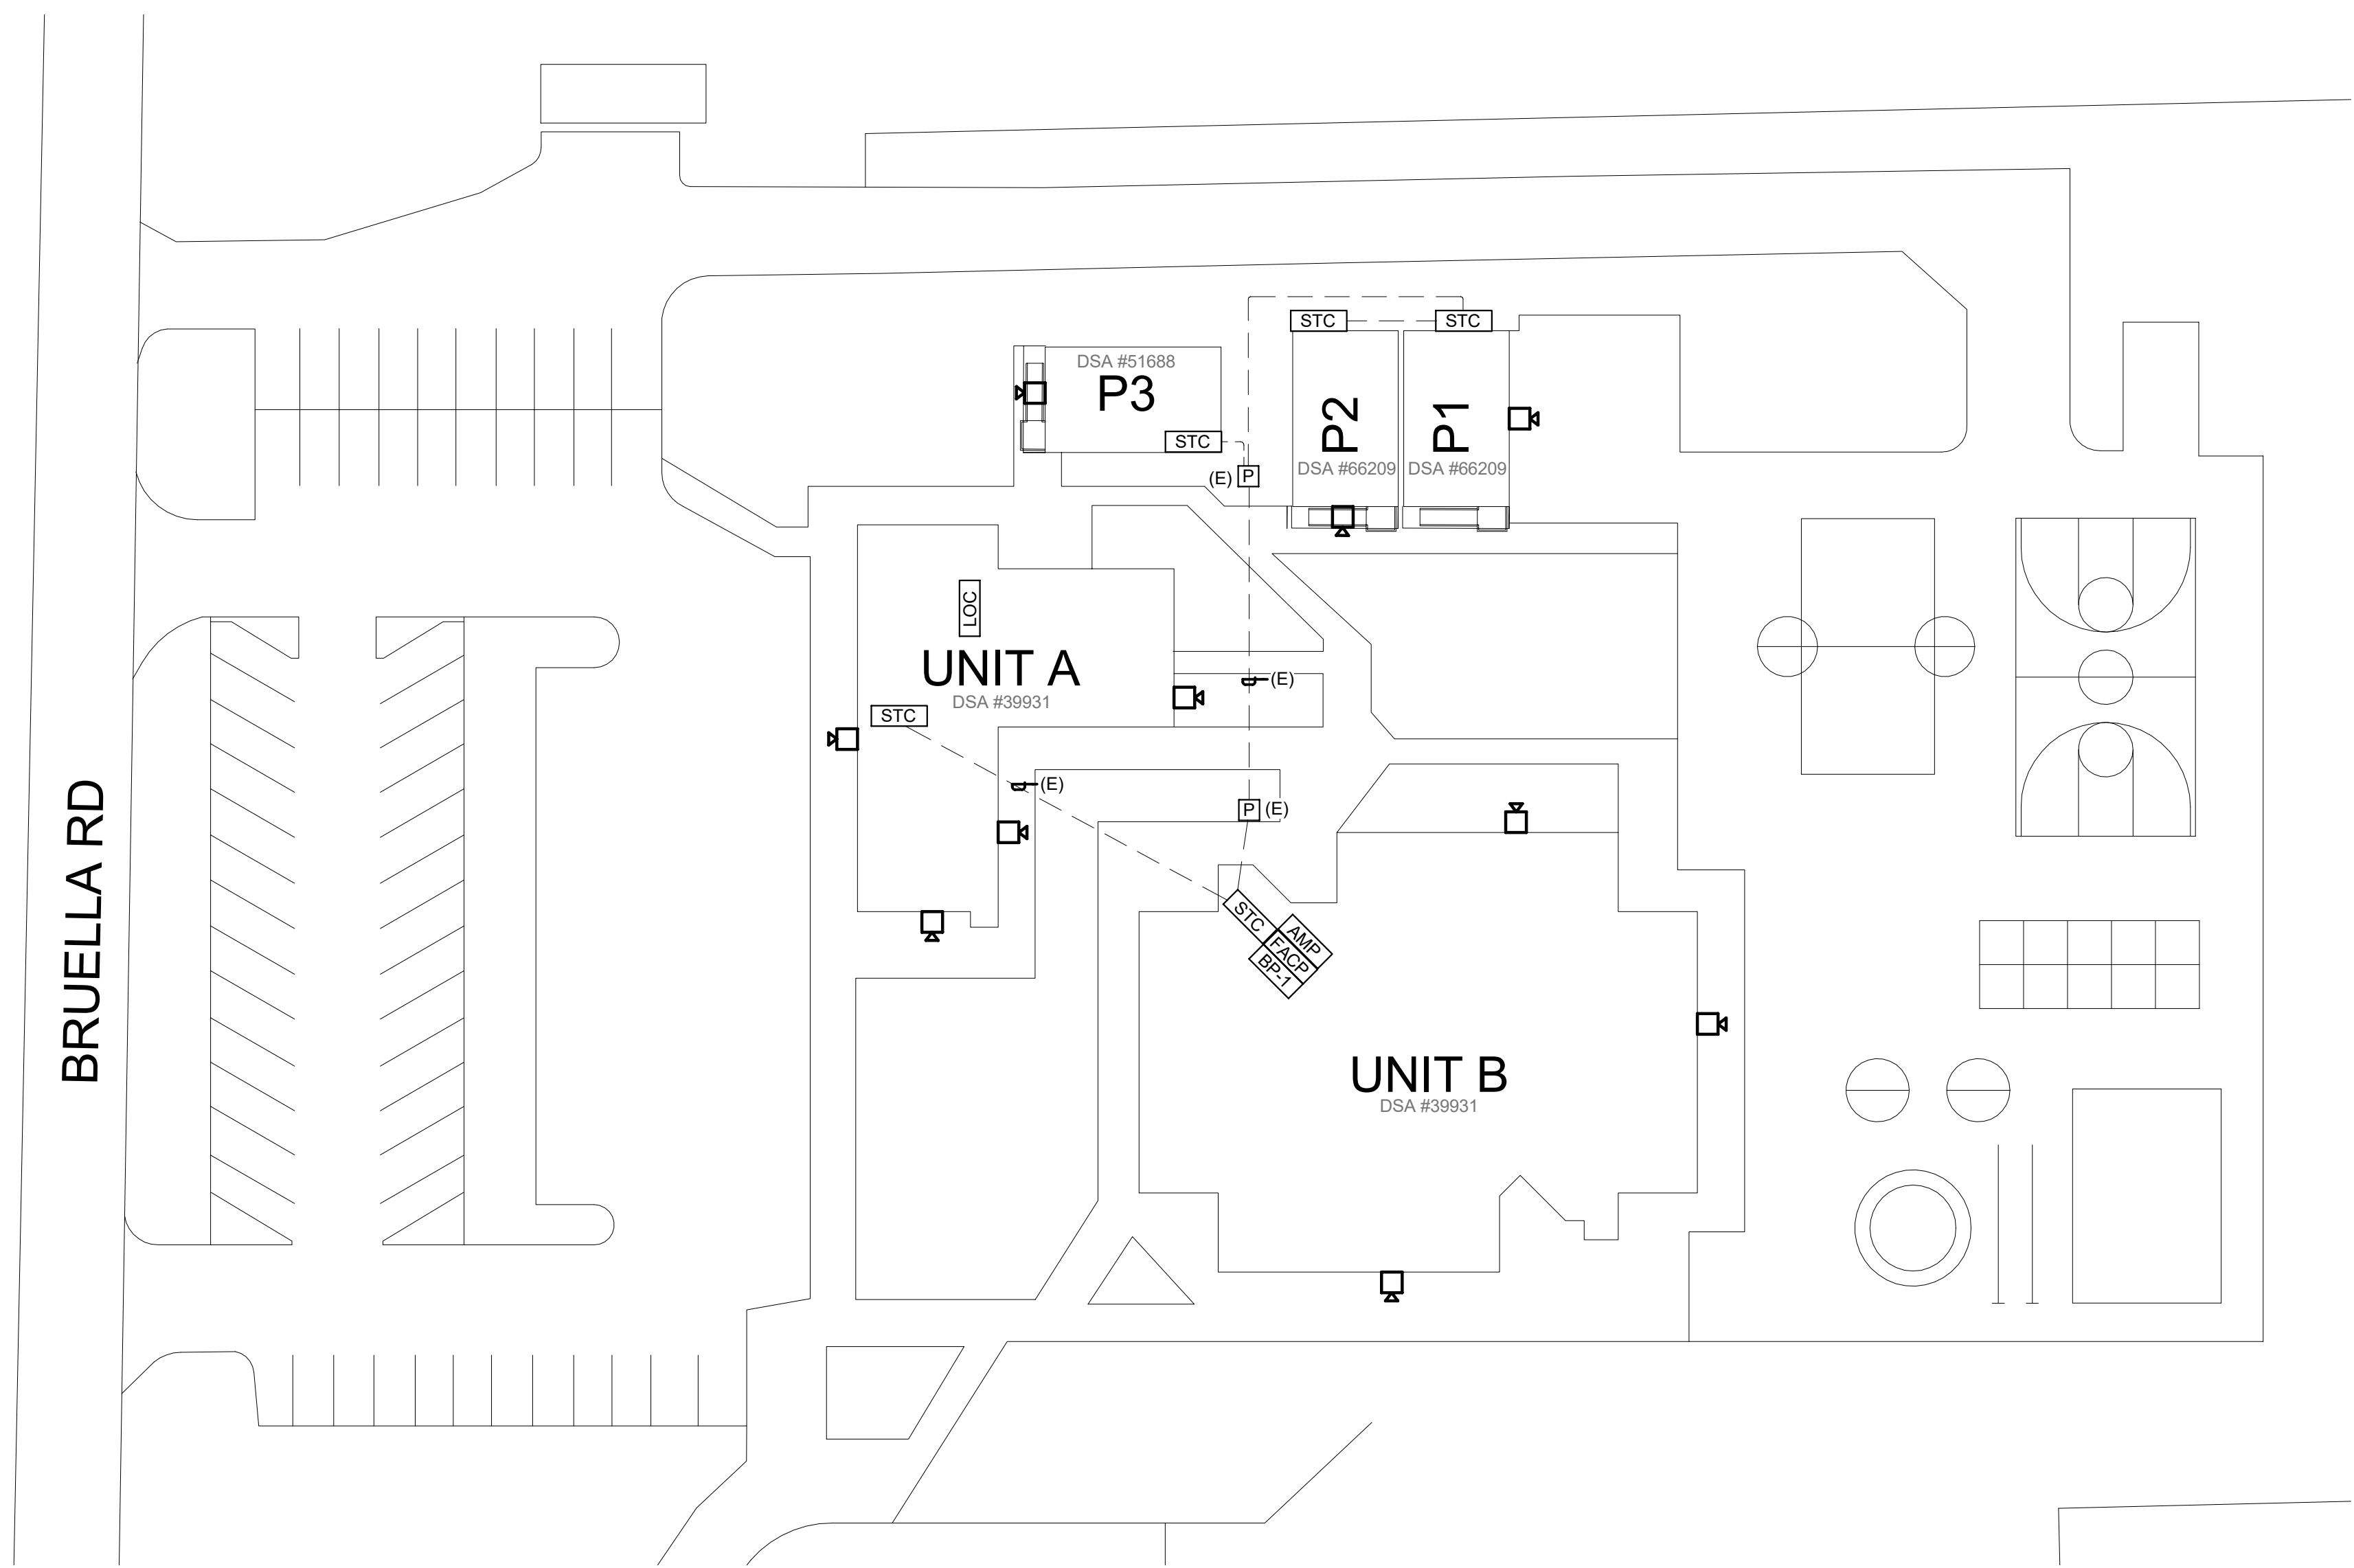 STC
STC
DSA #51688
P3
STC
P2
DSA #66209
P1
DSA #66209
(E)
P
LOC
UNIT A
DSA #39931
(E)
STC
(E)
P
(E)
BRUELLA RD
STC
AMP
FACP
BP-1
UNIT B
DSA #39931